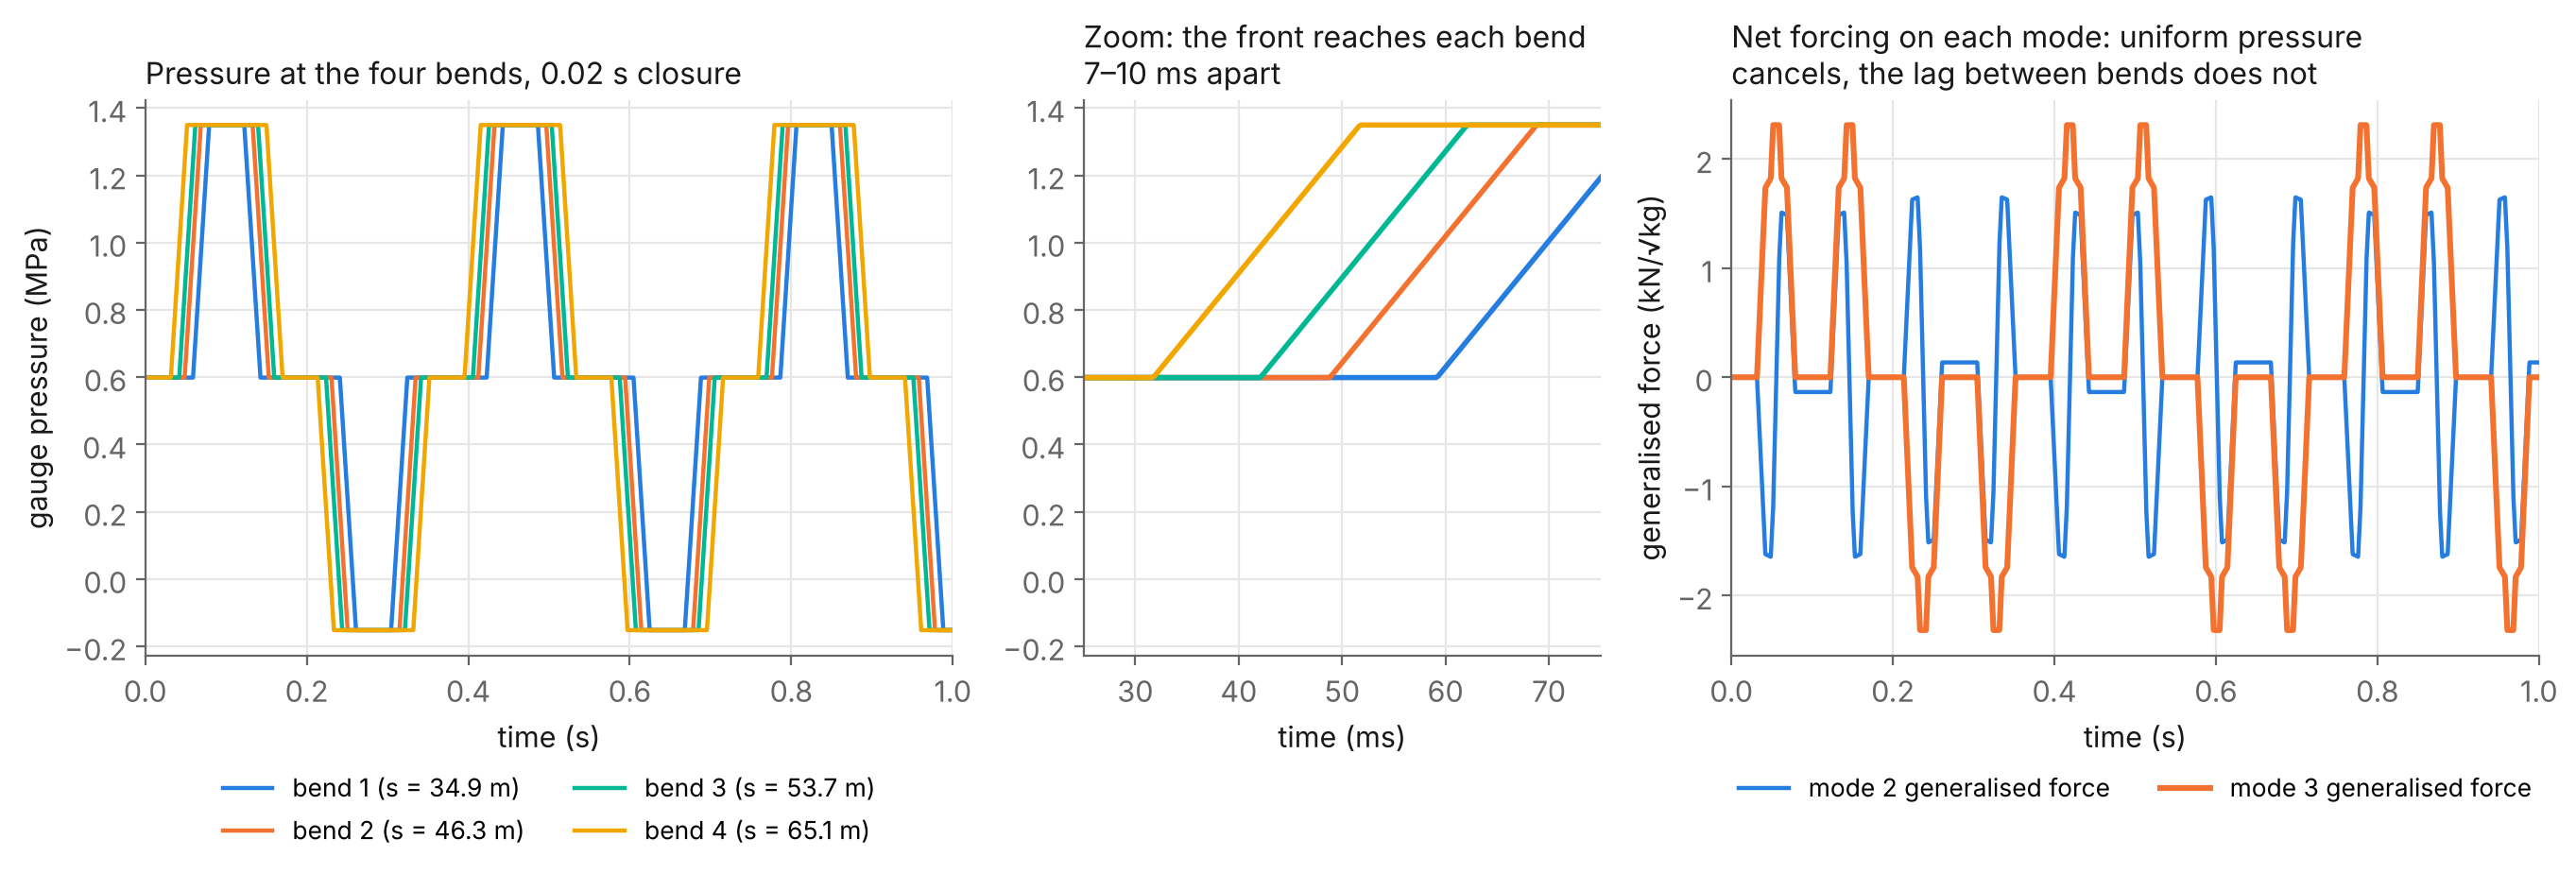 Pressure at the four bends, 0.02 s closure
gauge pressure (MPa)
1.4
1.2
1.0
0.8
0.6
0.4
0.2
0.0
−0.2
0.0 0.2 0.4 0.6 0.8 1.0
time (s)
bend 1 (s = 34.9 m)
bend 2 (s = 46.3 m)
bend 3 (s = 53.7 m)
bend 4 (s = 65.1 m)
Zoom: the front reaches each bend
7–10 ms apart
1.4
1.2
1.0
0.8
0.6
0.4
0.2
0.0
−0.2
30 40 50 60 70
time (ms)
Net forcing on each mode: uniform pressure
cancels, the lag between bends does not
generalised force (kN/√kg)
2
1
0
−1
−2
0.0 0.2 0.4 0.6 0.8 1.0
time (s)
mode 2 generalised force
mode 3 generalised force